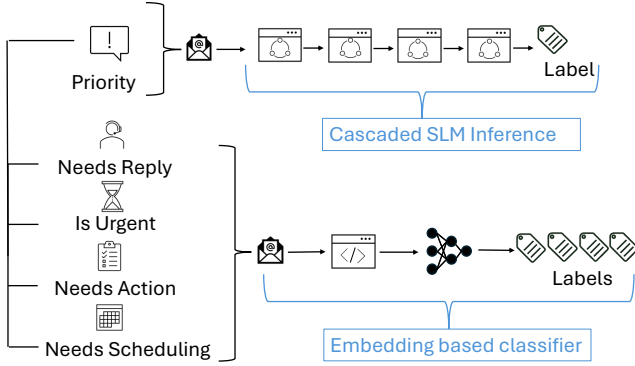 Priority
Label
Cascaded SLM Inference
Needs Reply
Is Urgent
Needs Action
Labels
Needs Scheduling
Embedding based classifier